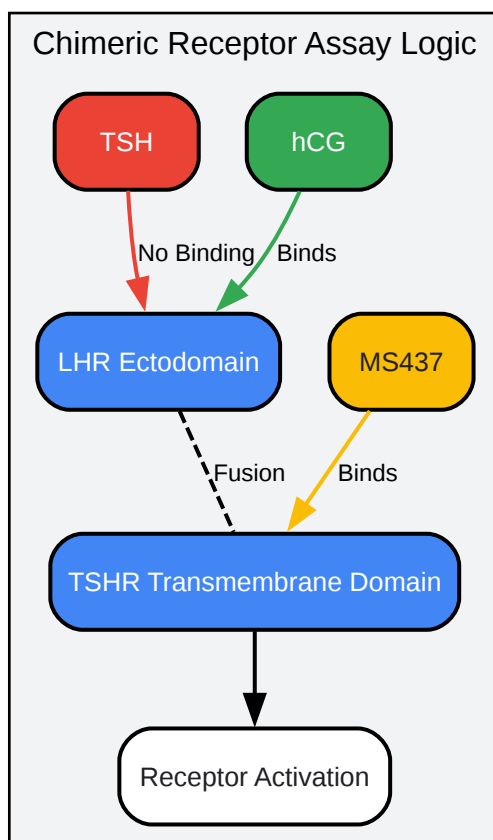 Chimeric Receptor Assay Logic
TSH
hCG
No Binding
Binds
LHR Ectodomain
MS437
Fusion
Binds
TSHR Transmembrane Domain
Receptor Activation